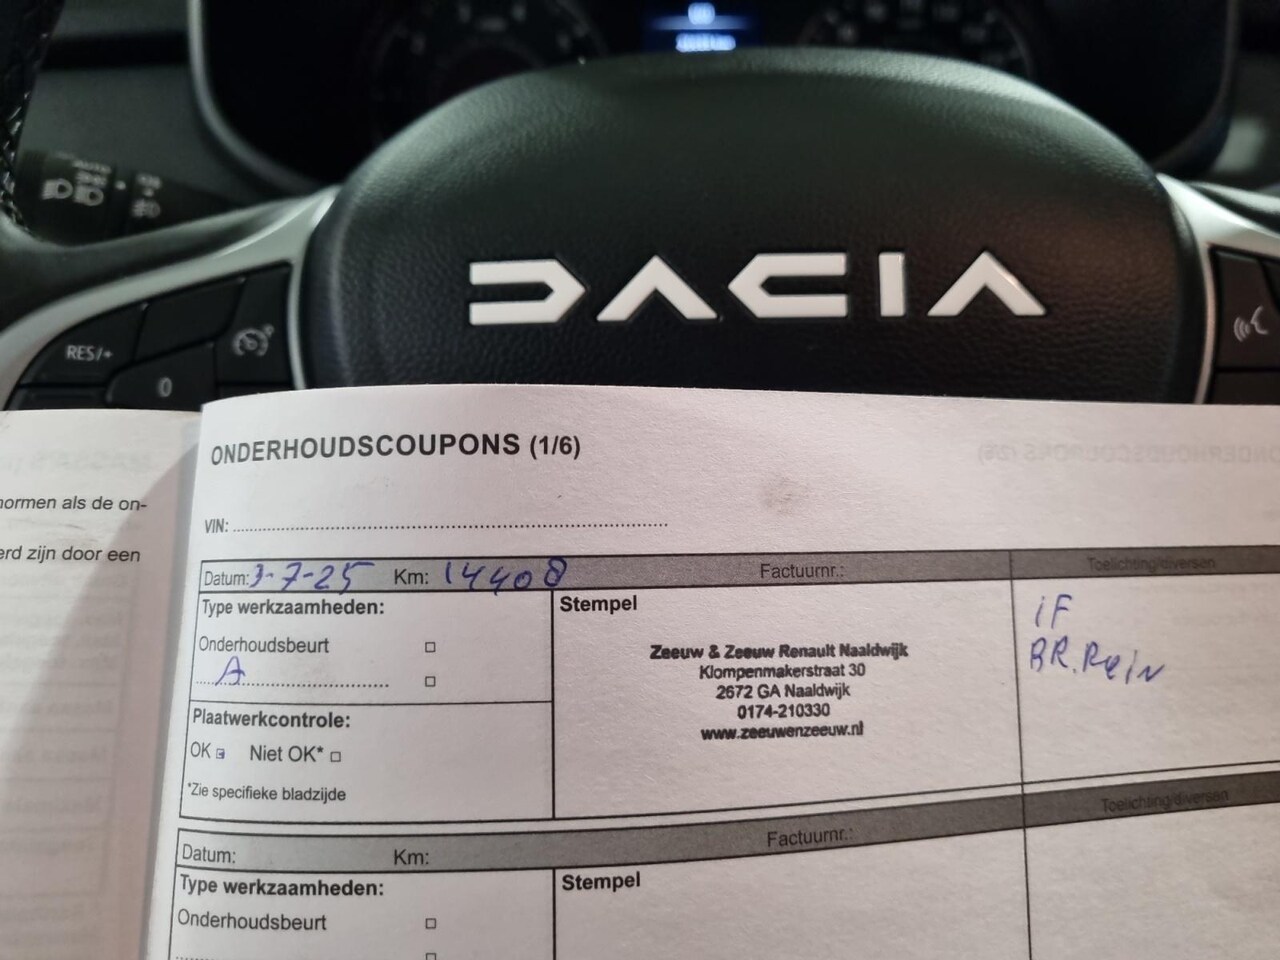 DACIA
RES/+
0
ONDERHOUDSCOUPONS (1/6)
normen als de on-
erd zijn door een
VIN:
Datum: 3-7-25 Km: 14408 Factuurnr.: Toelichting/diversen
Type werkzaamheden:
Onderhoudsbeurt
A
Plaatwerkcontrole:
OK Niet OK*
*Zie specifieke bladzijde
Stempel
Zeeuw & Zeeuw Renault Naaldwijk
Klompenmakerstraat 30
2672 GA Naaldwijk
0174-210330
www.zeeuwenzeeuw.nl
iF
BR.Rein
Datum: Km: Factuurnr.: Toelichting/diversen
Type werkzaamheden:
Onderhoudsbeurt
Stempel